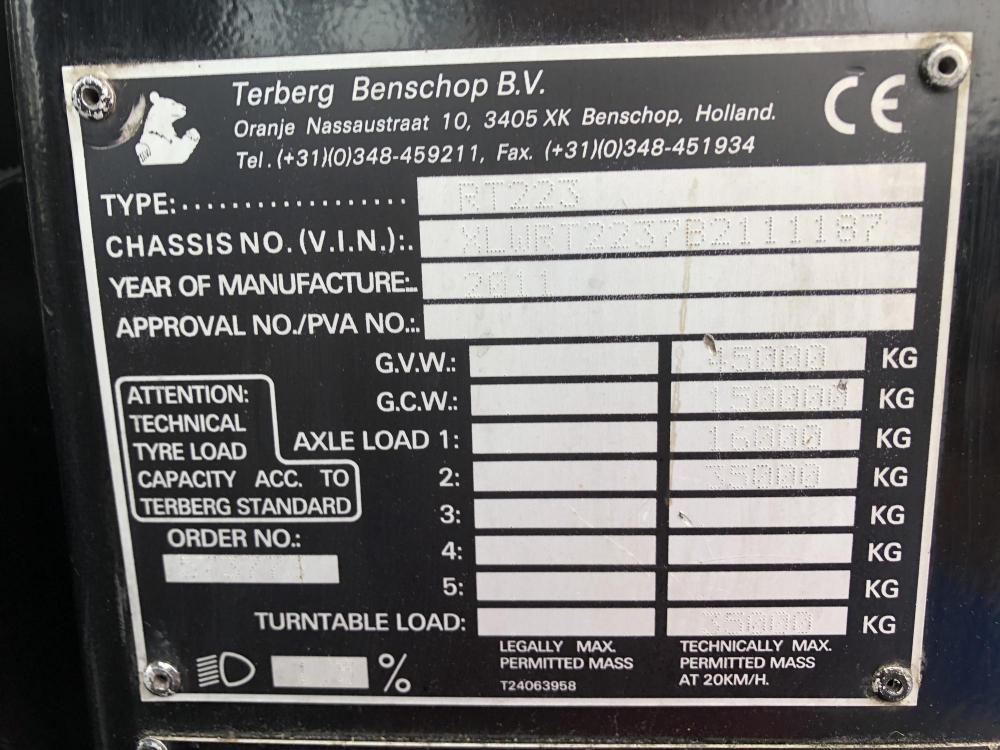 Terberg Benschop B.V.
CE
Oranje Nassaustraat 10, 3405 XK Benschop, Holland.
Tel. (+31)(0)348-459211, Fax. (+31)(0)348-451934
TYPE:.................. RT223
CHASSIS NO. (V.I.N.):. XLWRT2237B2111187
YEAR OF MANUFACTURE:.. 2011
APPROVAL NO./PVA NO.:.
G.V.W.: 45000 KG
G.C.W.: 150000 KG
AXLE LOAD 1: 16000 KG
2: 35000 KG
3: KG
4: KG
5: KG
TURNTABLE LOAD: 35000 KG
ATTENTION:
TECHNICAL
TYRE LOAD
CAPACITY ACC. TO
TERBERG STANDARD
ORDER NO.:
%
LEGALLY MAX.
PERMITTED MASS
T24063958
TECHNICALLY MAX.
PERMITTED MASS
AT 20KM/H.